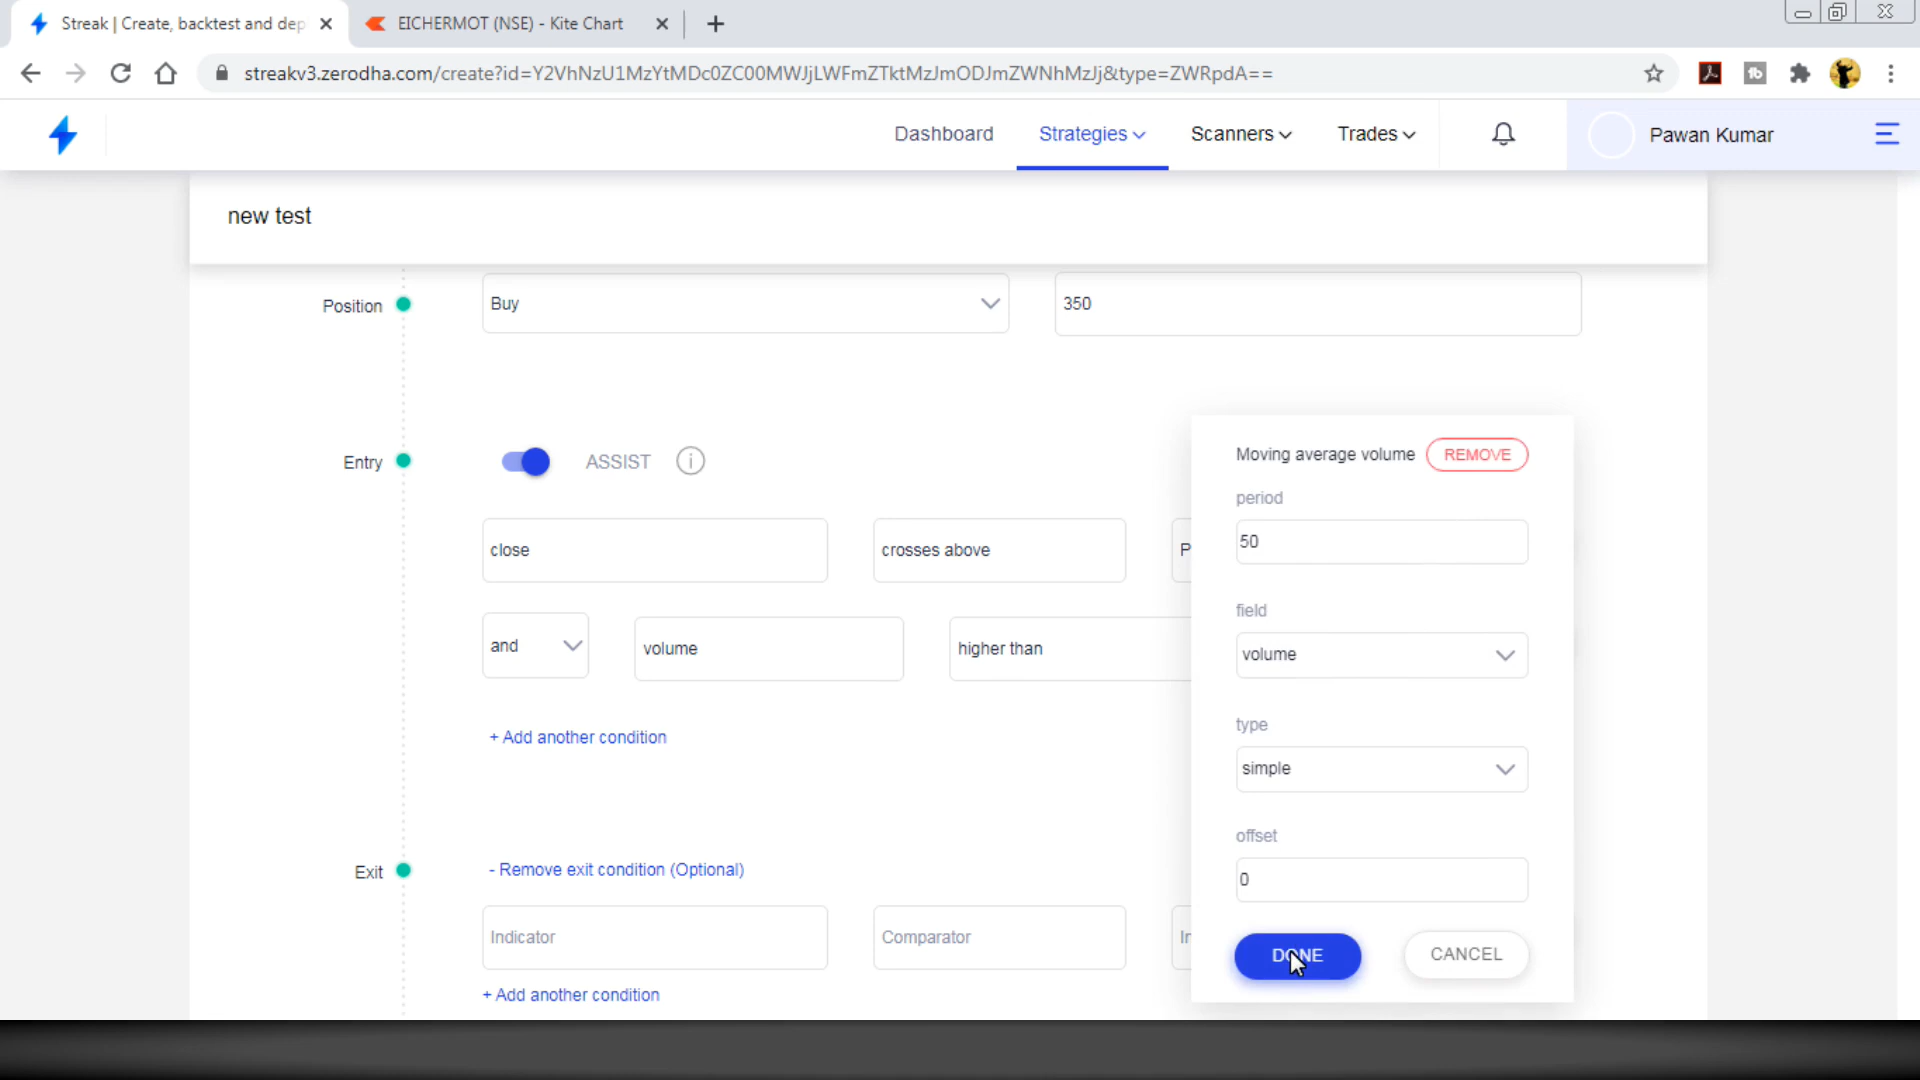 Streak | Create, backtest and dep
EICHERMOT (NSE) - Kite Chart
streakv3.zerodha.com/create?id=Y2VhNzU1MzYtMDc0ZC00MWJjLWFmZTktMzJmODJmZWNhMzJj&type=ZWRpdA==
Dashboard Strategies Scanners Trades Pawan Kumar
new test
Position Buy 350
Entry ASSIST
Moving average volume REMOVE
period
close crosses above P 50
field
and volume higher than volume
+ Add another condition type
simple
offset
Exit - Remove exit condition (Optional) 0
Indicator Comparator In
DONE CANCEL
+ Add another condition